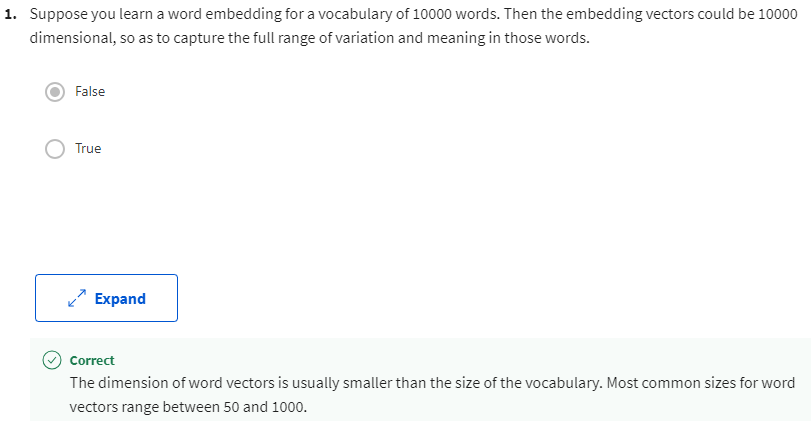 1. Suppose you learn a word embedding for a vocabulary of 10000 words. Then the embedding vectors could be 10000
dimensional, so as to capture the full range of variation and meaning in those words.
False
True
Expand
Correct
The dimension of word vectors is usually smaller than the size of the vocabulary. Most common sizes for word
vectors range between 50 and 1000.